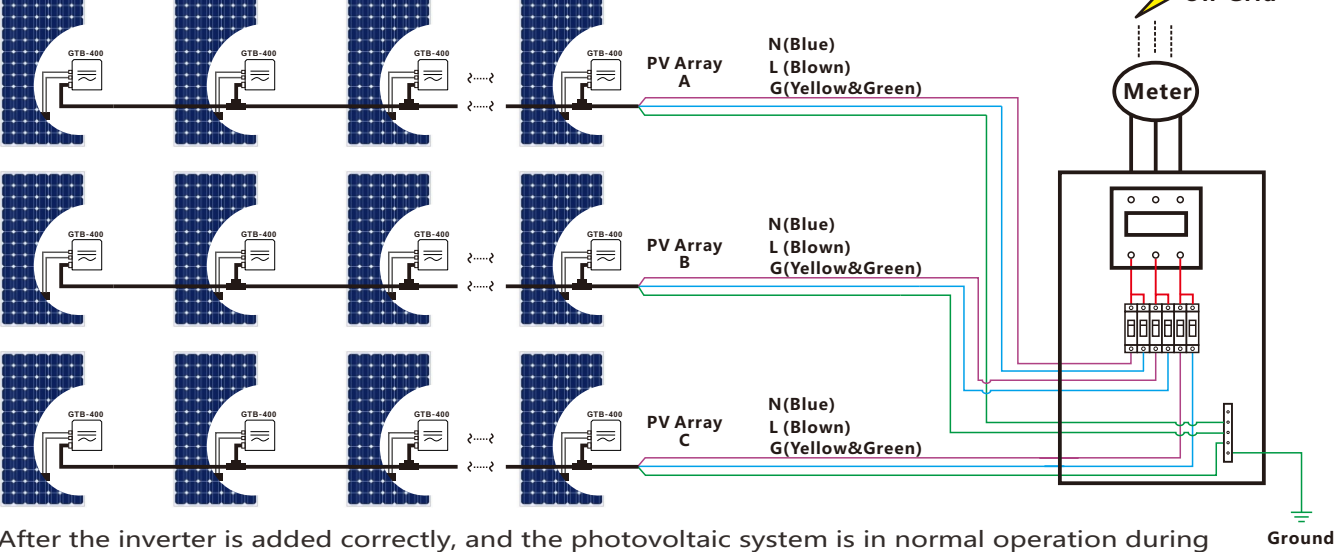 GTB-400 GTB-400 GTB-400 GTB-400
PV Array
A
N(Blue)
L (Blown)
G(Yellow&Green)
Meter
GTB-400 GTB-400 GTB-400 GTB-400
PV Array
B
N(Blue)
L (Blown)
G(Yellow&Green)
GTB-400 GTB-400 GTB-400 GTB-400
PV Array
C
N(Blue)
L (Blown)
G(Yellow&Green)
Ground
After the inverter is added correctly, and the photovoltaic system is in normal operation during